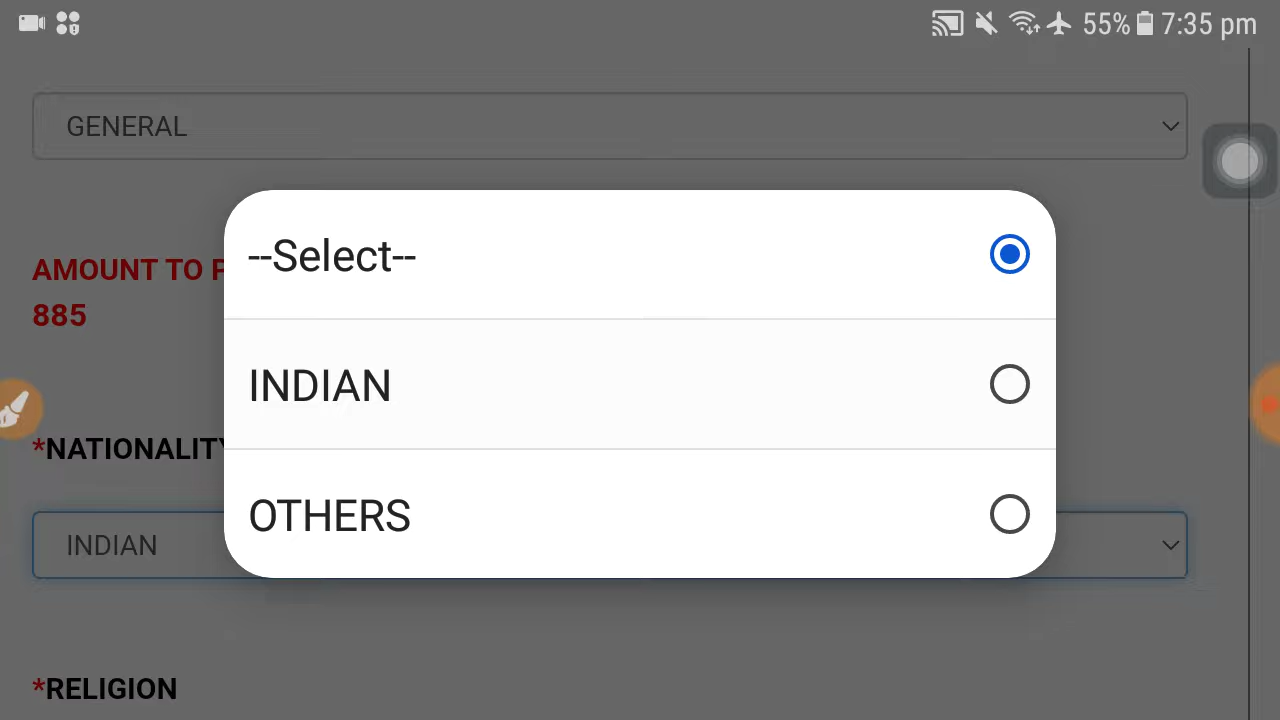 55% 7:35 pm
GENERAL
--Select--
AMOUNT TO
885
INDIAN
*NATIONALITY
OTHERS
INDIAN
*RELIGION